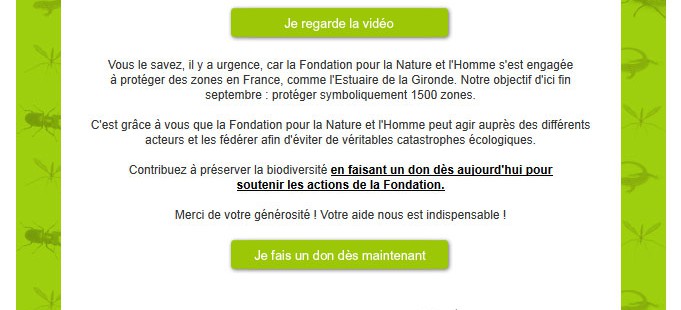 Je regarde la vidéo
Vous le savez, il y a urgence, car la Fondation pour la Nature et l'Homme s'est engagée
à protéger des zones en France, comme l'Estuaire de la Gironde. Notre objectif d'ici fin
septembre : protéger symboliquement 1500 zones.
C'est grâce à vous que la Fondation pour la Nature et l'Homme peut agir auprès des différents
acteurs et les fédérer afin d'éviter de véritables catastrophes écologiques.
Contribuez à préserver la biodiversité en faisant un don dès aujourd'hui pour
soutenir les actions de la Fondation.
Merci de votre générosité ! Votre aide nous est indispensable !
Je fais un don dès maintenant